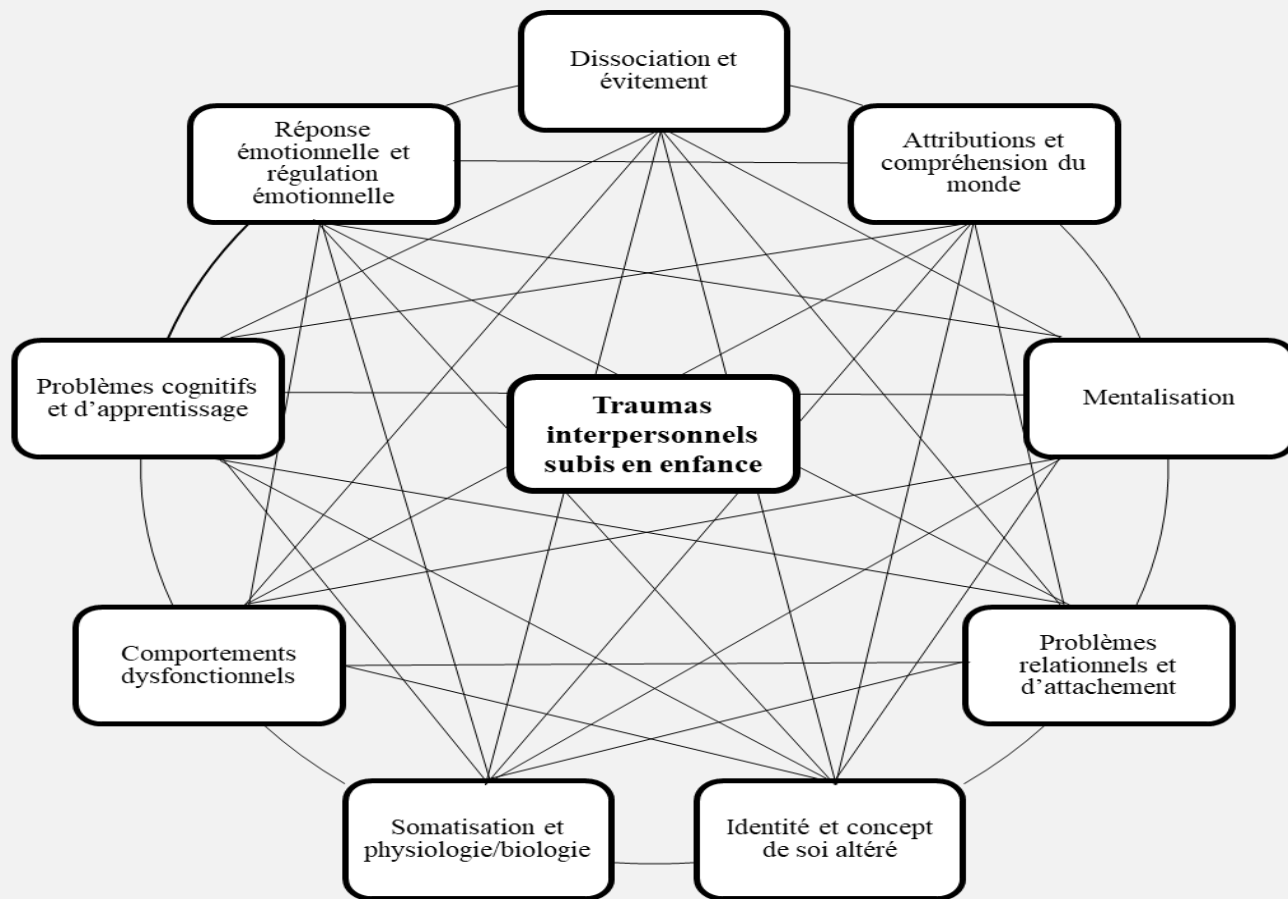 Dissociation et
évitement
Réponse
émotionnelle et
régulation
émotionnelle
Attributions et
compréhension du
monde
Problèmes cognitifs
et d'apprentissage
Traumas
interpersonnels
subis en enfance
Mentalisation
Comportements
dysfonctionnels
Problèmes
relationnels et
d'attachement
Somatisation et
physiologie/biologie
Identité et concept
de soi altéré